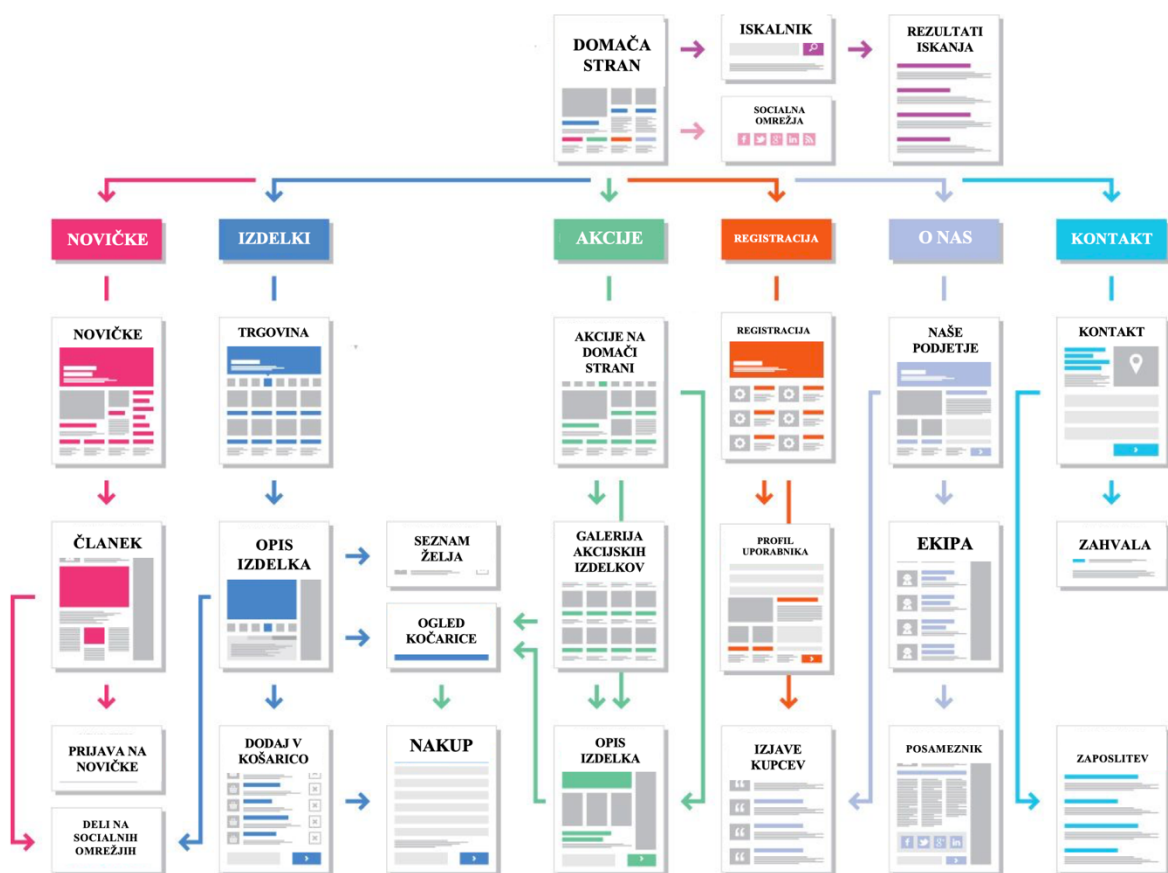 DOMAČA
STRAN
ISKALNIK
REZULTATI
ISKANJA
SOCIALNA
OMREŽJA
NOVIČKE
IZDELKI
AKCIJE
REGISTRACIJA
O NAS
KONTAKT
NOVIČKE
TRGOVINA
AKCIJE NA
DOMAČI
STRANI
REGISTRACIJA
NAŠE
PODJETJE
KONTAKT
ČLANEK
OPIS
IZDELKA
SEZNAM
ŽELJA
OGLED
KOČARICE
GALERIJA
AKCIJSKIH
IZDELKOV
PROFIL
UPORABNIKA
EKIPA
ZAHVALA
PRIJAVA NA
NOVIČKE
DELI NA
SOCIALNIH
OMREŽJIH
DODAJ V
KOŠARICO
NAKUP
OPIS
IZDELKA
IZJAVE
KUPCEV
POSAMEZNIK
ZAPOSLITEV